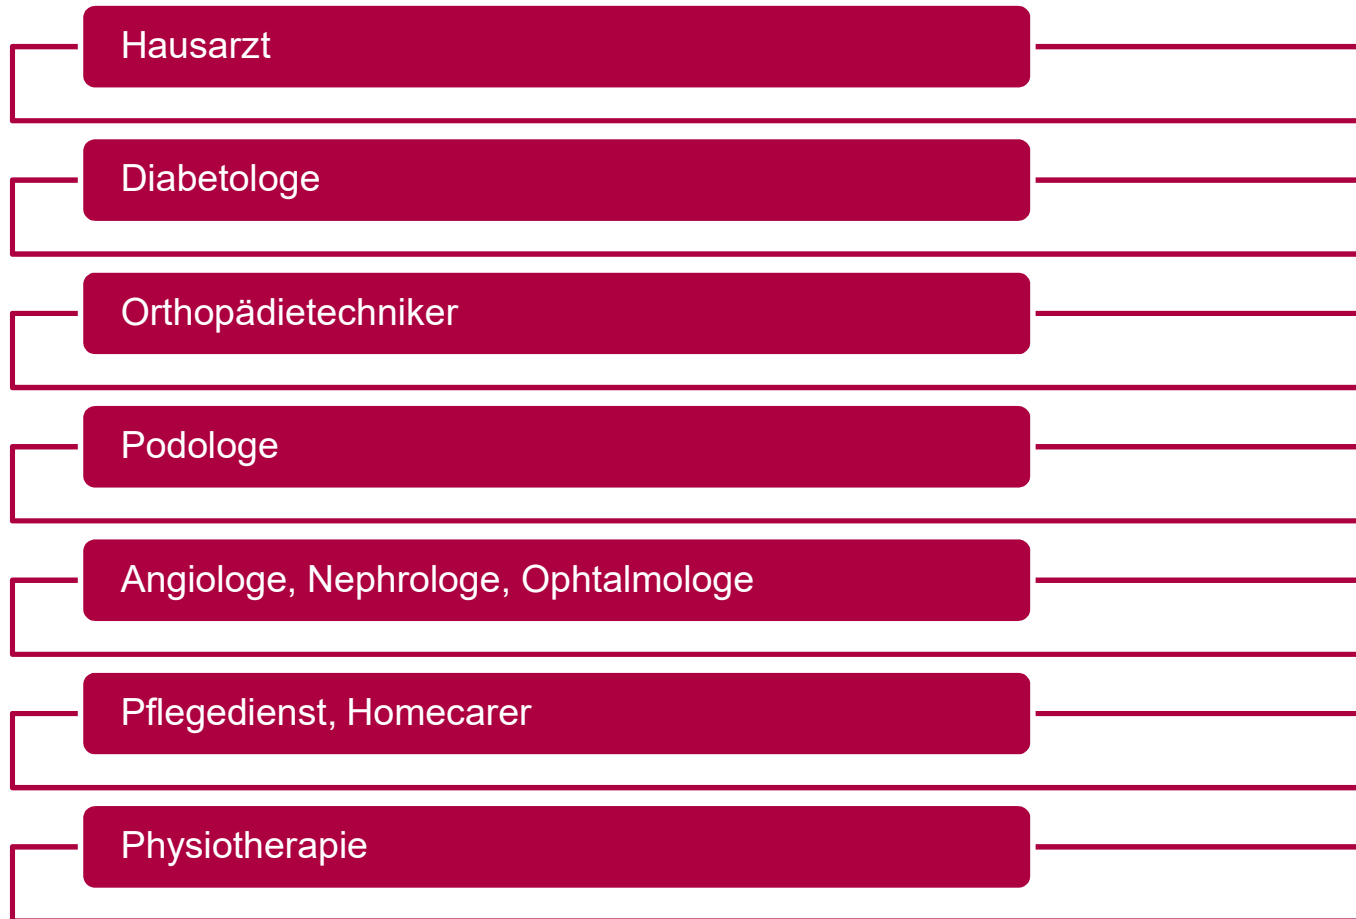 Hausarzt
Diabetologe
Orthopädietechniker
Podologe
Angiologe, Nephrologe, Ophtalmologe
Pflegedienst, Homecarer
Physiotherapie